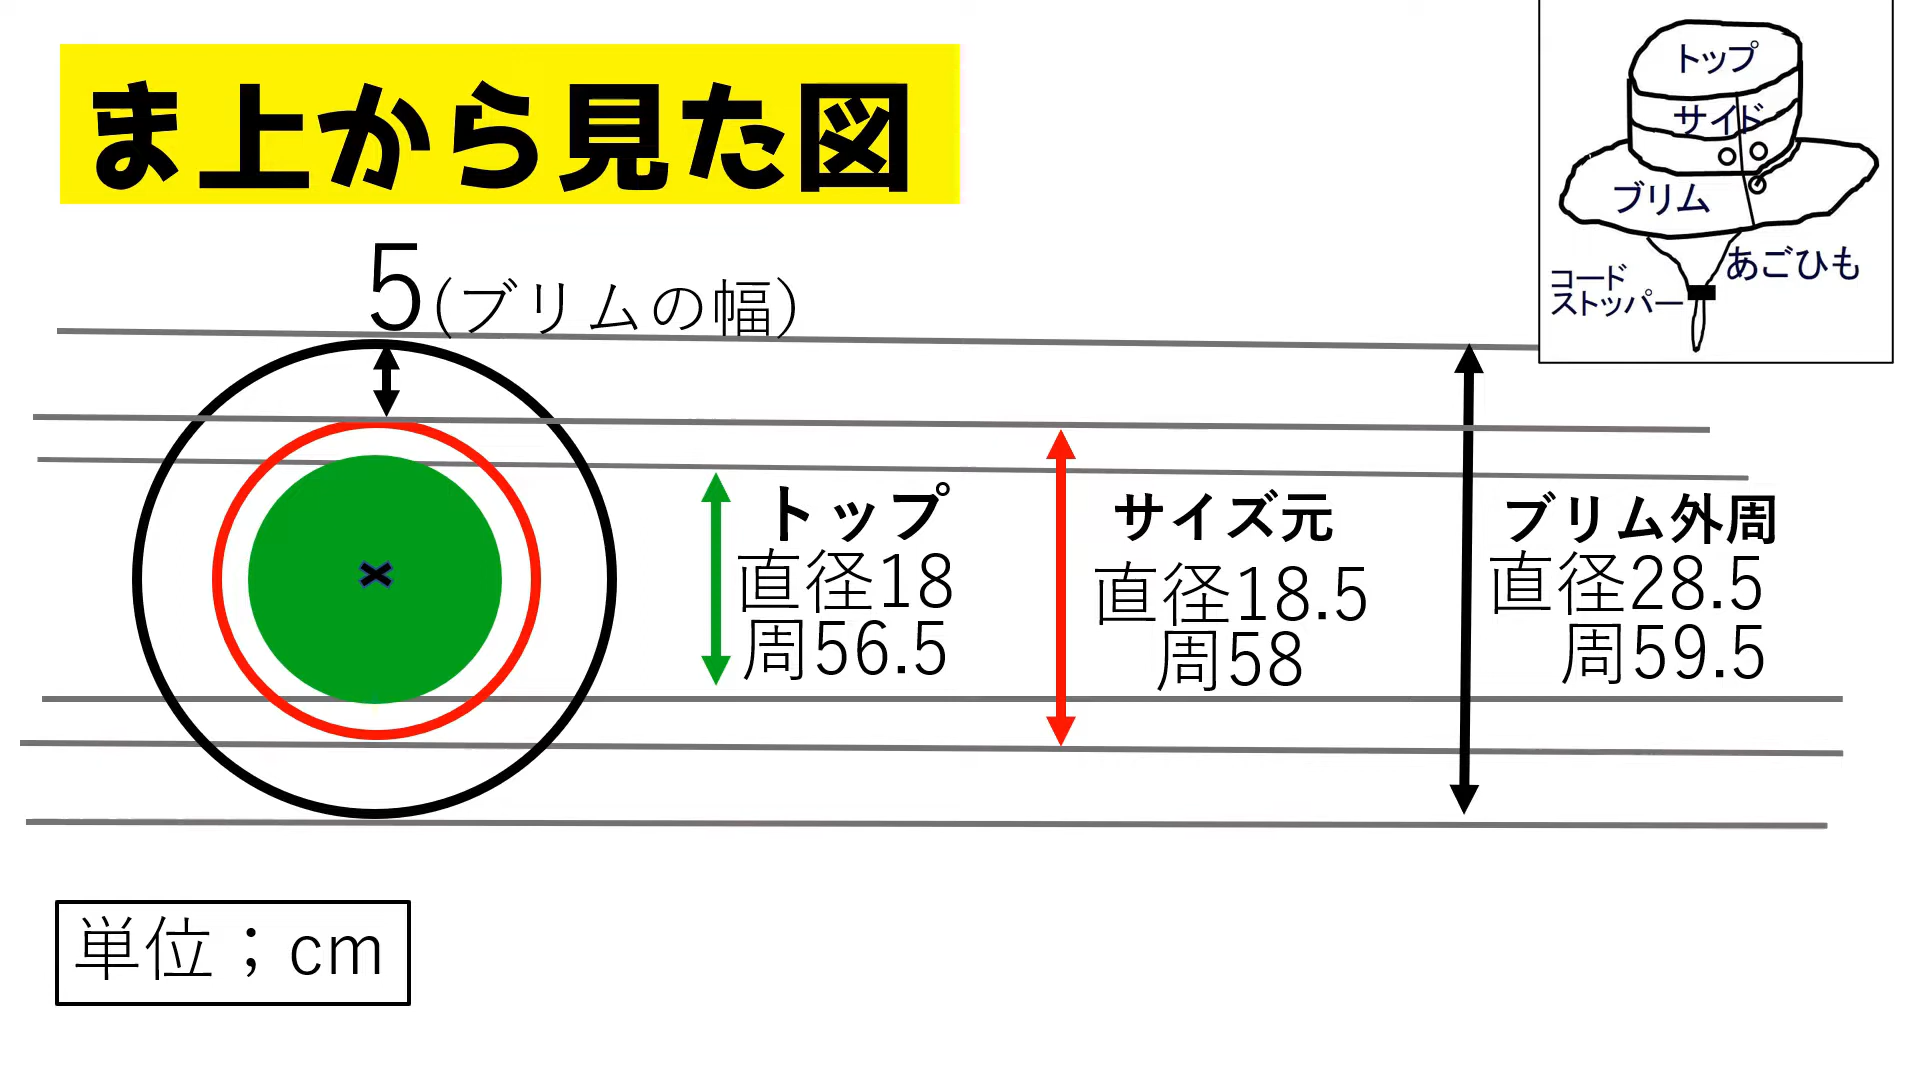 ま上から見た図
5(ブリムの幅)
トップ
サイド
ブリム
あごひも
コード
ストッパー
トップ
直径18
周56.5
サイズ元
直径18.5
周58
ブリム外周
直径28.5
周59.5
単位；cm